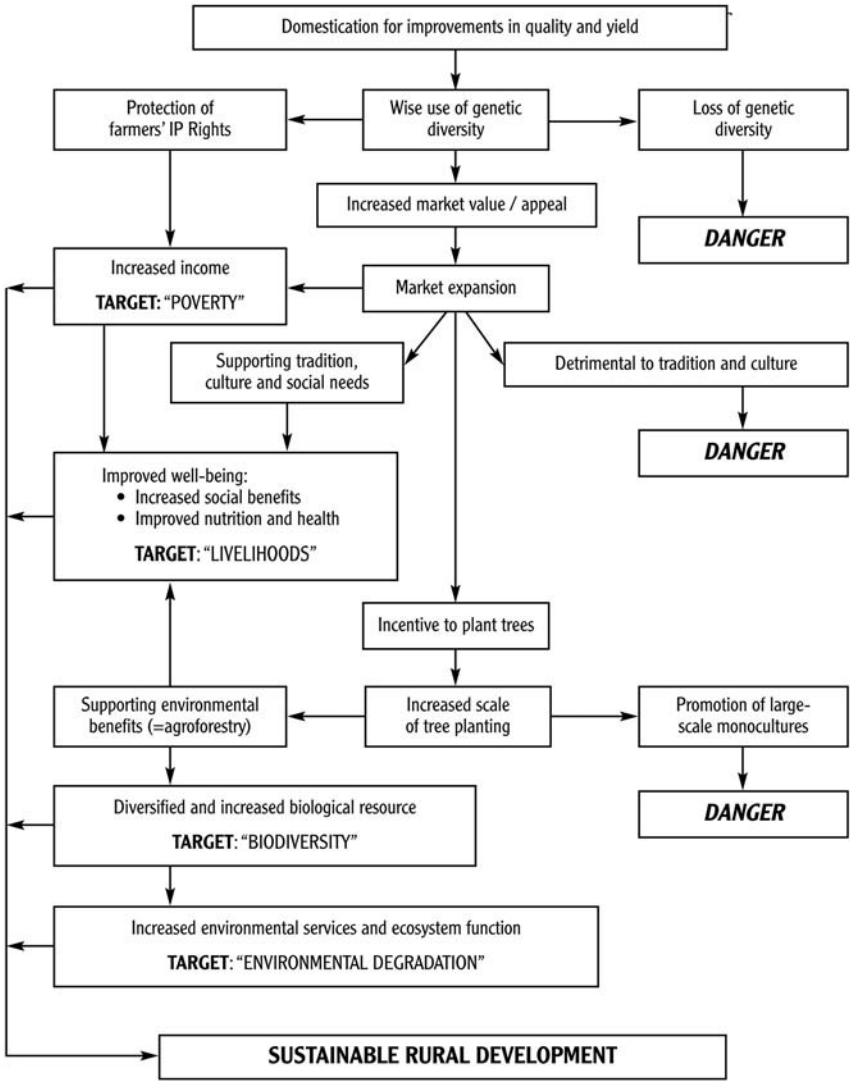 Domestication for improvements in quality and yield
Protection of
farmers’ IP Rights
Wise use of genetic
diversity
Loss of genetic
diversity
Increased market value / appeal
DANGER
Increased income
TARGET: “POVERTY”
Market expansion
Supporting tradition,
culture and social needs
Detrimental to tradition and culture
DANGER
Improved well-being:
• Increased social benefits
• Improved nutrition and health
TARGET: “LIVELIHOODS”
Incentive to plant trees
Supporting environmental
benefits (=agroforestry)
Increased scale
of tree planting
Promotion of large-
scale monocultures
Diversified and increased biological resource
TARGET: “BIODIVERSITY”
DANGER
Increased environmental services and ecosystem function
TARGET: “ENVIRONMENTAL DEGRADATION”
SUSTAINABLE RURAL DEVELOPMENT